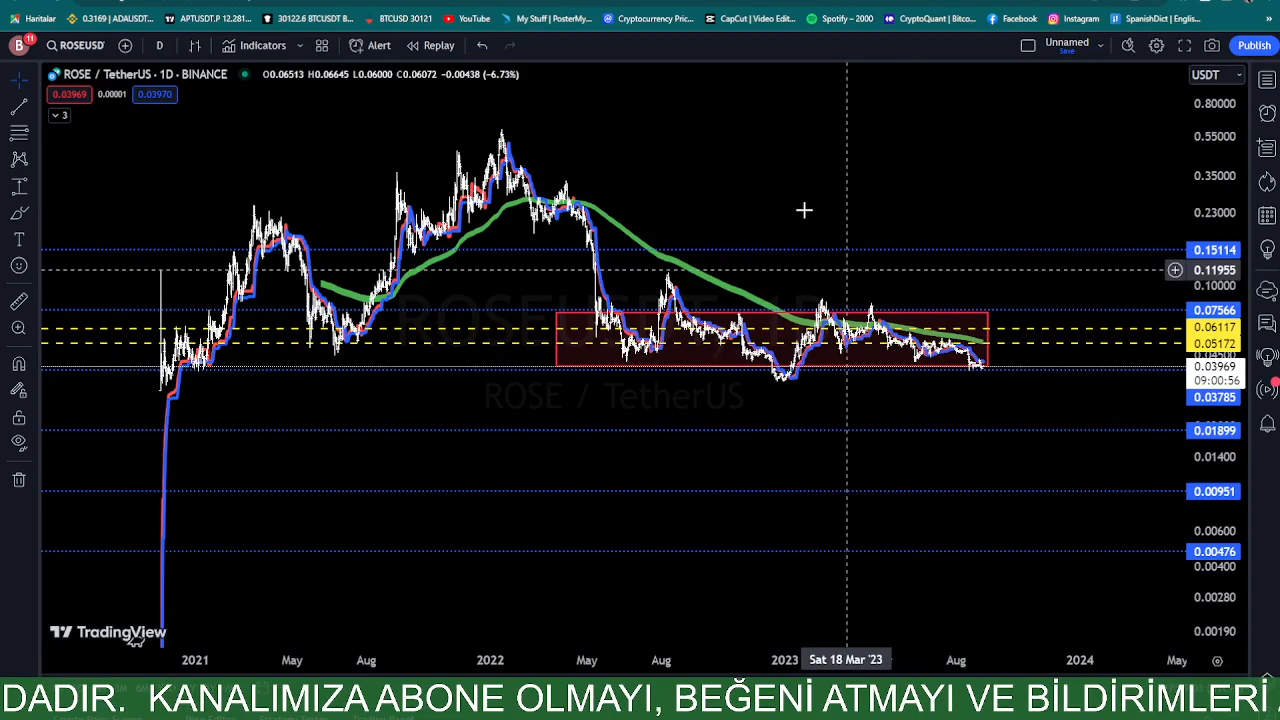 Haritalar
0.3169 | ADAUSDT...
APTUSDT.P 12.281...
30122.6 BTCUSDT B...
BTCUSD 30121
YouTube
My Stuff | PosterMy...
Cryptocurrency Pric...
CapCut | Video Edit...
Spotify – 2000
CryptoQuant | Bitco...
Facebook
Instagram
SpanishDict | Englis...
»
B
11
ROSEUSD
D
Indicators
Alert
Replay
Unnamed
Save
Publish
ROSE / TetherUS · 1D · BINANCE
O0.06513 H0.06645 L0.06000 C0.06072 -0.00438 (-6.73%)
USDT
0.03969
0.00001
0.03970
3
0.80000
0.55000
0.35000
0.23000
0.15114
0.11955
0.10000
0.07566
0.06117
0.05172
0.04500
0.03969
09:00:56
0.03785
0.01899
0.01400
0.00951
0.00600
0.00476
0.00400
0.00280
0.00190
ROSE / TetherUS
TradingView
2021
May
Aug
2022
May
Aug
2023
Sat 18 Mar '23
Aug
2024
May
DADIR. KANALIMIZA ABONE OLMAYI, BEĞENİ ATMAYI VE BİLDİRİMLERİ